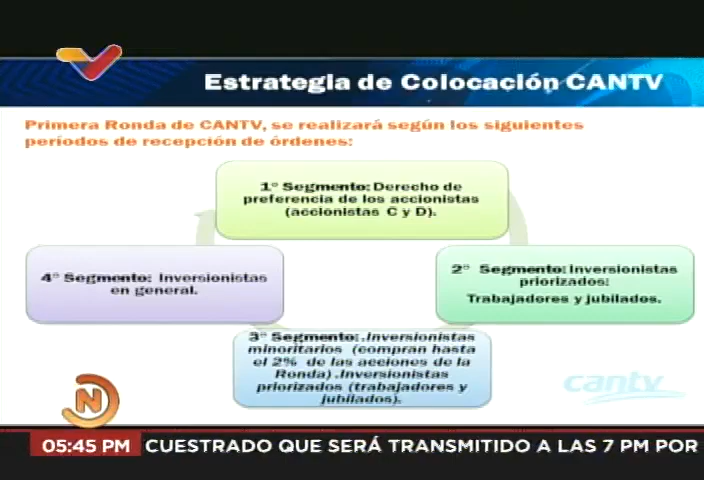 Estrategia de Colocación CANTV
Primera Ronda de CANTV, se realizará según los siguientes
períodos de recepción de órdenes:
1° Segmento: Derecho de
preferencia de los accionistas
(accionistas C y D).
4° Segmento: Inversionistas
en general.
2° Segmento: Inversionistas
priorizados:
Trabajadores y jubilados.
3° Segmento: .Inversionistas
minoritarios (compran hasta
el 2% de las acciones de la
Ronda) .Inversionistas
priorizados (trabajadores y
jubilados).
cantv
N
05:45 PM CUESTRADO QUE SERÁ TRANSMITIDO A LAS 7 PM POR